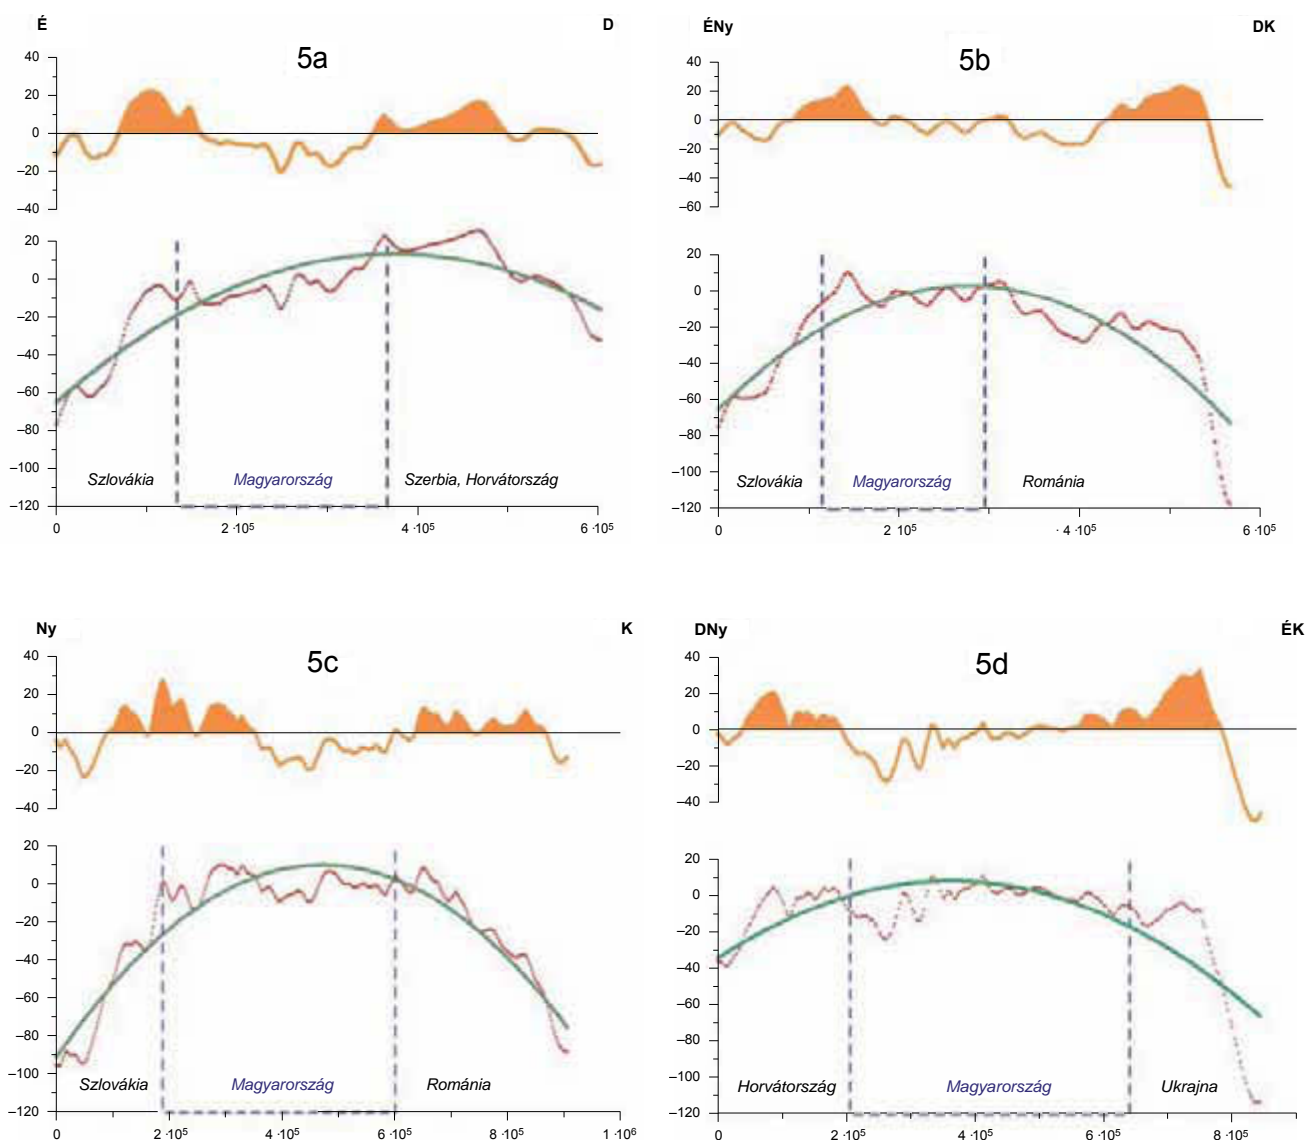 É
D
5a
40
20
0
–20
–40
20
0
–20
–40
–60
–80
–100
–120
Szlovákia
Magyarország
Szerbia, Horvátország
0
2 ·10⁵
4 ·10⁵
6 ·10⁵
ÉNy
DK
5b
40
20
0
–20
–40
–60
20
0
–20
–40
–60
–80
–100
–120
Szlovákia
Magyarország
Románia
0
2 10⁵
· 4 ·10⁵
6 ·10⁵
Ny
K
5c
40
20
0
–20
–40
20
0
–20
–40
–60
–80
–100
–120
Szlovákia
Magyarország
Románia
0
2 ·10⁵
4 ·10⁵
6 ·10⁵
8 ·10⁵
1 ·10⁶
DNy
ÉK
5d
40
20
0
20
–40
20
0
–20
–40
–60
–80
–100
–120
Horvátország
Magyarország
Ukrajna
0
2 ·10⁵
4 ·10⁵
6 ·10⁵
8 ·10⁵